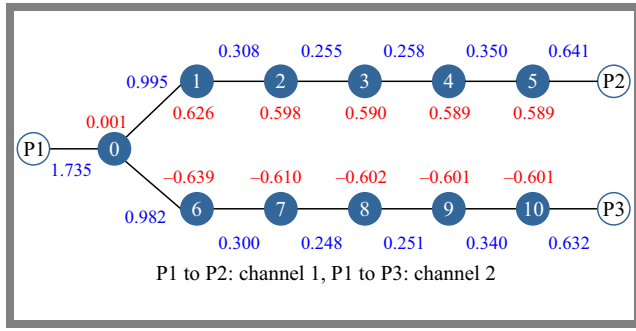 0.308 0.255 0.258 0.350 0.641
0.995 1 2 3 4 5 P2
0.001 0.626 0.598 0.590 0.589 0.589
P1 0
1.735 –0.639 –0.610 –0.602 –0.601 –0.601
0.982 6 7 8 9 10 P3
0.300 0.248 0.251 0.340 0.632
P1 to P2: channel 1, P1 to P3: channel 2